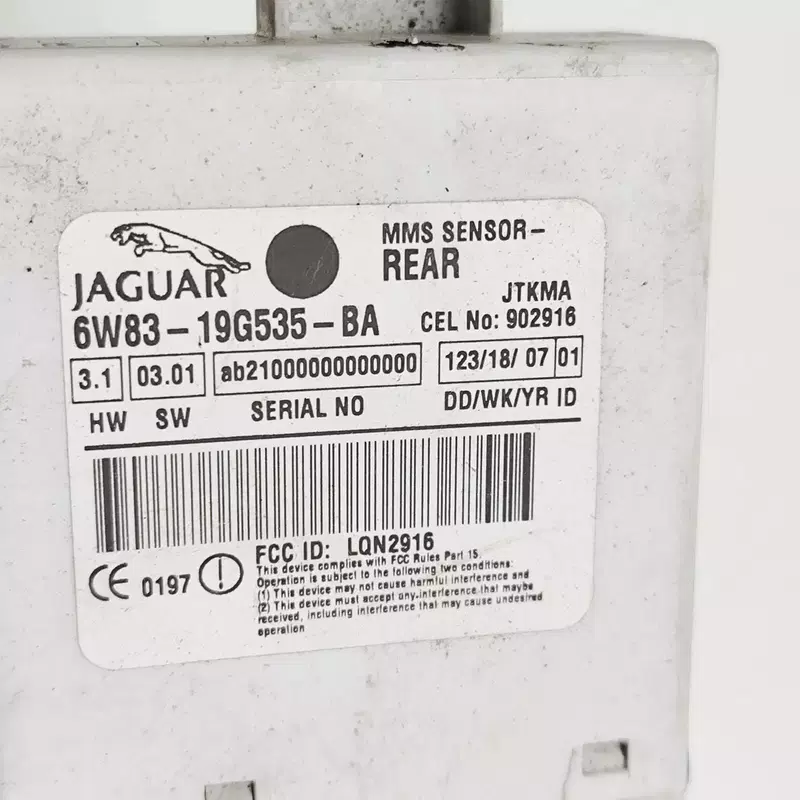 JAGUAR
MMS SENSOR-
REAR
6W83-19G535-BA
JTKMA
CEL No: 902916
3.1 03.01 ab21000000000000 123/18/ 07 01
HW SW SERIAL NO DD/WK/YR ID
FCC ID: LQN2916
This device complies with FCC Rules Part 15.
Operation is subject to the following two conditions:
(1) This device may not cause harmful interference and
(2) This device must accept any.interference that maybe
received, including interference that may cause undesired
operation
CE 0197 !